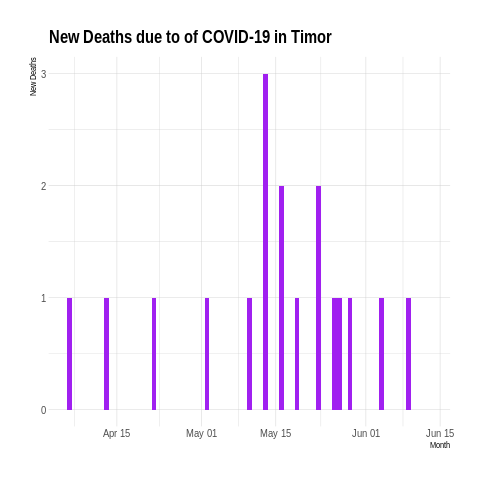 New Deaths due to of COVID-19 in Timor
New Deaths
3
2
1
0
Apr 15
May 01
May 15
Jun 01
Jun 15
Month